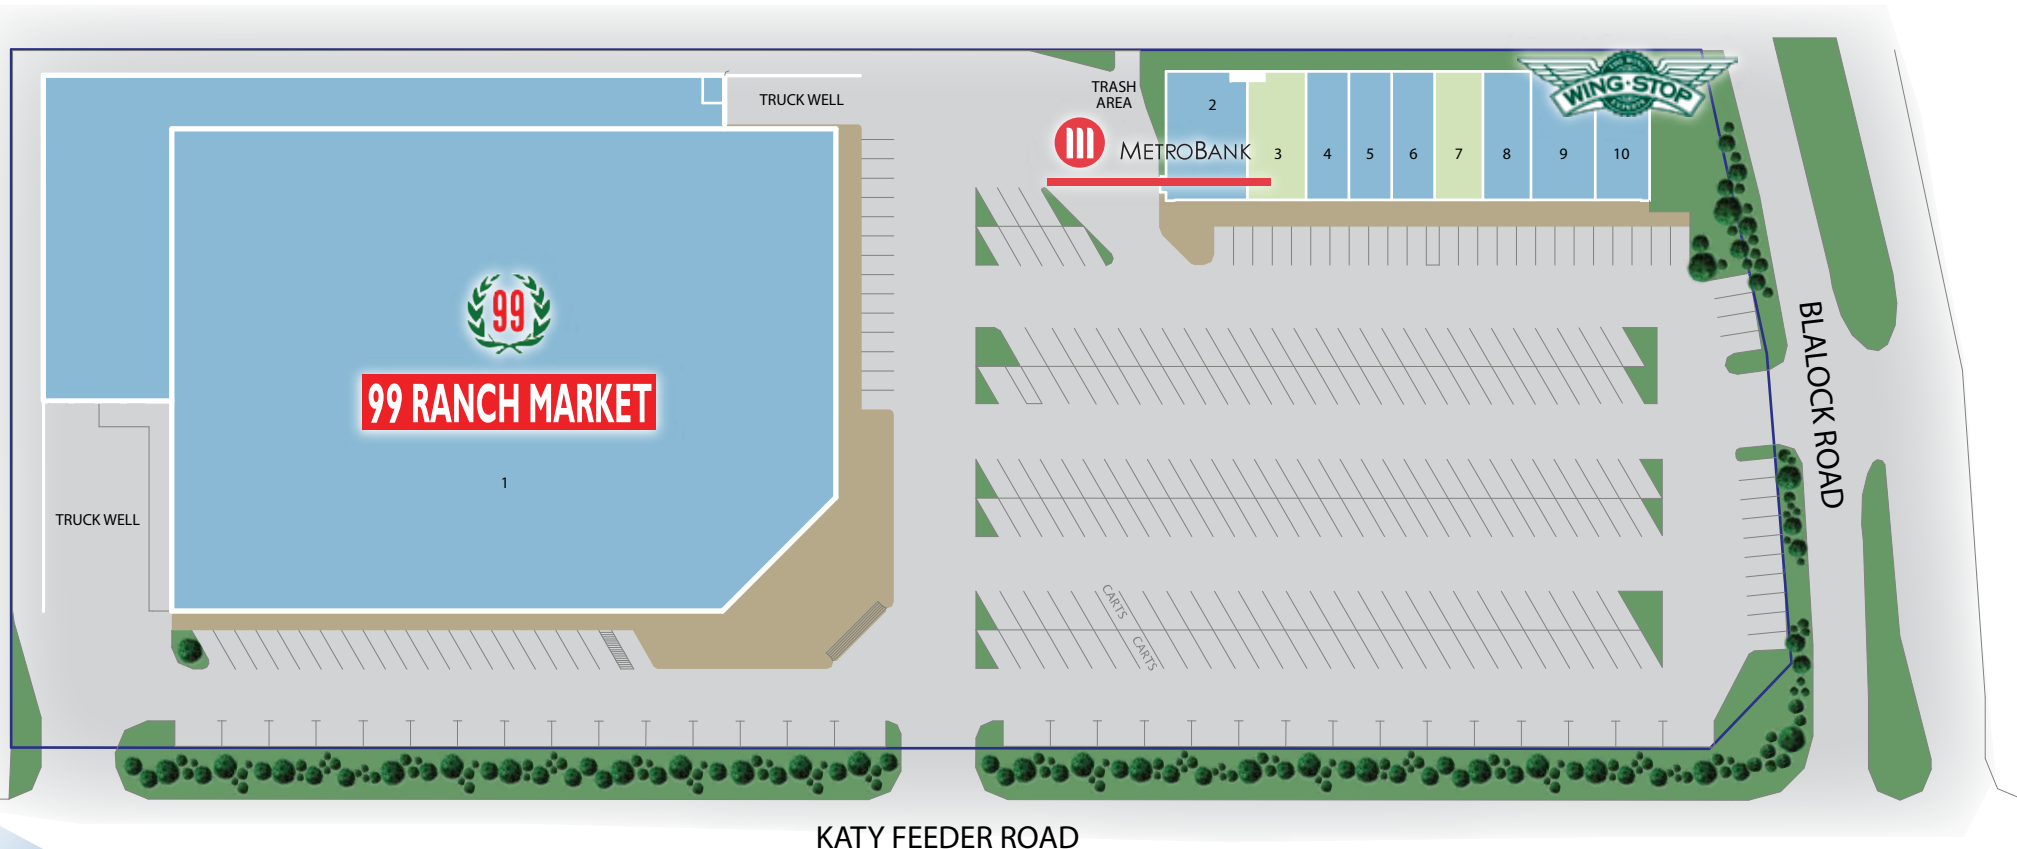 TRUCK WELL
TRASH
AREA
2
WING·STOP
METROBANK
3
4
5
6
7
8
9
10
99
99 RANCH MARKET
1
TRUCK WELL
BLALOCK ROAD
CARTS
CARTS
KATY FEEDER ROAD